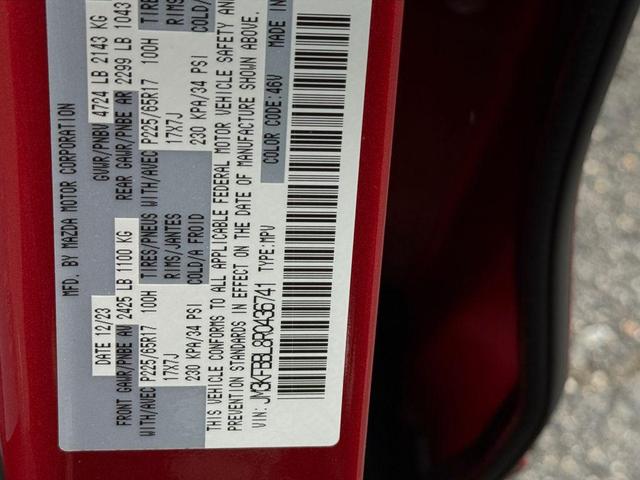 MFD. BY MAZDA MOTOR CORPORATION
DATE 12/23 GVWR/PNBV 4724 LB 2143 KG
FRONT GAWR/PNBE AV 2425 LB 1100 KG REAR GAWR/PNBE AR 2299 LB 1043
WITH/AVEC P225/65R17 100H TIRES/PNEUS WITH/AVEC P225/65R17 100H TIRES
17X7J RIMS/JANTES 17X7J RIMS
230 KPA/34 PSI COLD/A FROID 230 KPA/34 PSI COLD/
THIS VEHICLE CONFORMS TO ALL APPLICABLE FEDERAL MOTOR VEHICLE SAFETY AN
PREVENTION STANDARDS IN EFFECT ON THE DATE OF MANUFACTURE SHOWN ABOVE.
VIN: JM3KFBBL8R0436741 TYPE:MPV COLOR CODE:46V MADE IN